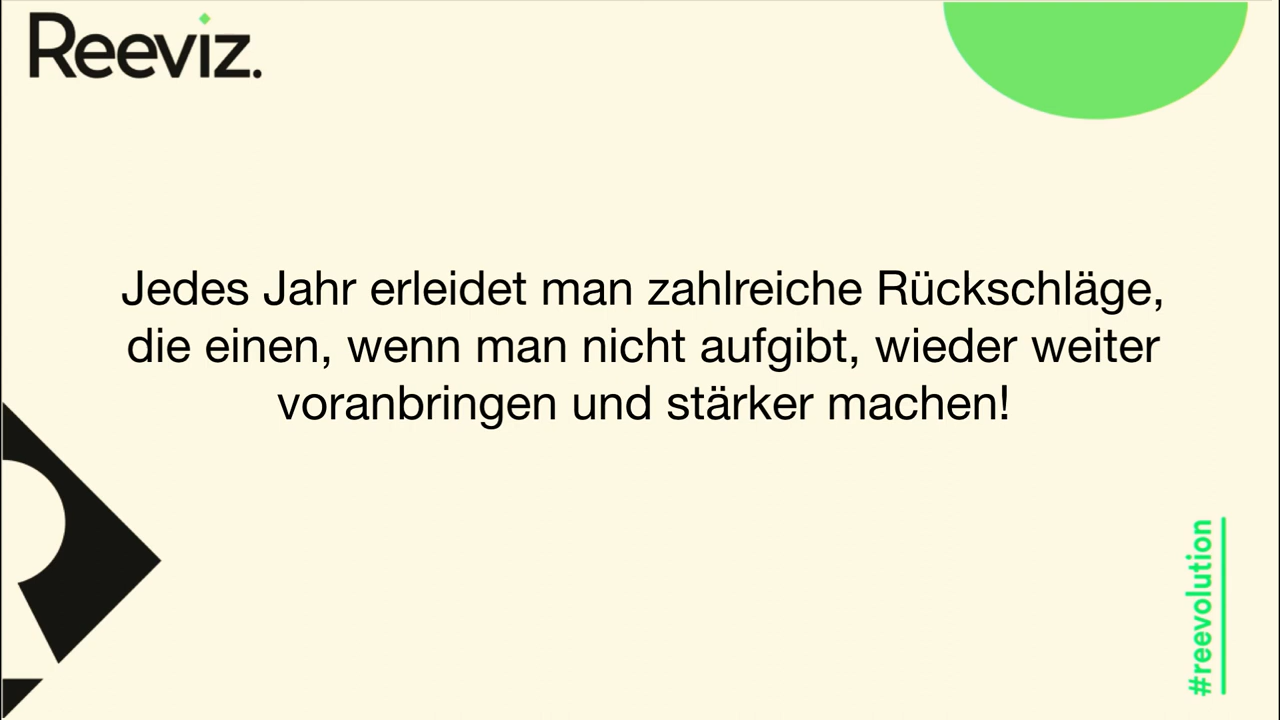 Reeviz.
Jedes Jahr erleidet man zahlreiche Rückschläge,
die einen, wenn man nicht aufgibt, wieder weiter
voranbringen und stärker machen!
#reevolution